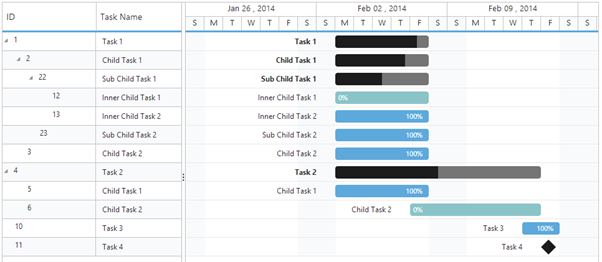 ID Task Name Jan 26 , 2014 Feb 02 , 2014 Feb 09 , 2014
S M T W T F S S M T W T F S S M T W T F S S
1 Task 1 Task 1
2 Child Task 1 Child Task 1
22 Sub Child Task 1 Sub Child Task 1
12 Inner Child Task 1 Inner Child Task 1 0%
13 Inner Child Task 2 Inner Child Task 2 100%
23 Sub Child Task 2 Sub Child Task 2 100%
3 Child Task 2 Child Task 2 100%
4 Task 2 Task 2
5 Child Task 1 Child Task 1 100%
6 Child Task 2 Child Task 2 0%
10 Task 3 Task 3 100%
11 Task 4 Task 4